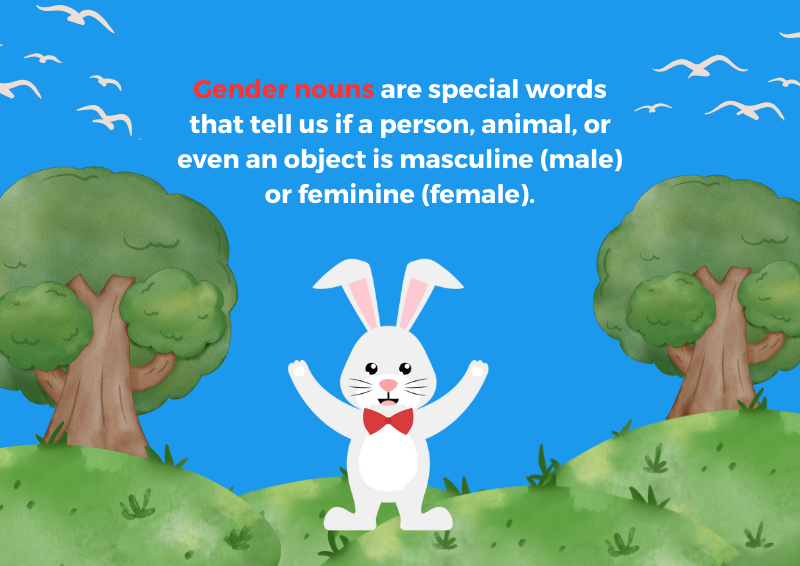 Gender nouns are special words
that tell us if a person, animal, or
even an object is masculine (male)
or feminine (female).